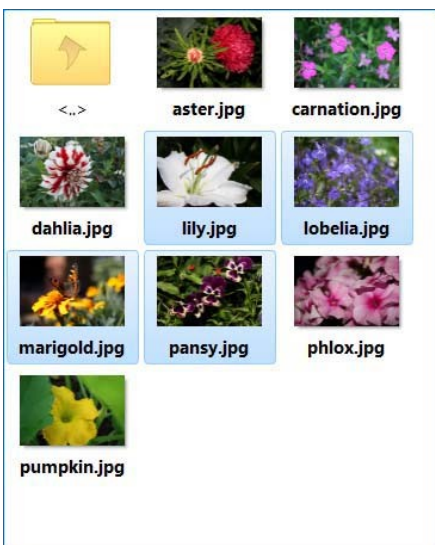 <..>
aster.jpg
carnation.jpg
dahlia.jpg
lily.jpg
lobelia.jpg
marigold.jpg
pansy.jpg
phlox.jpg
pumpkin.jpg